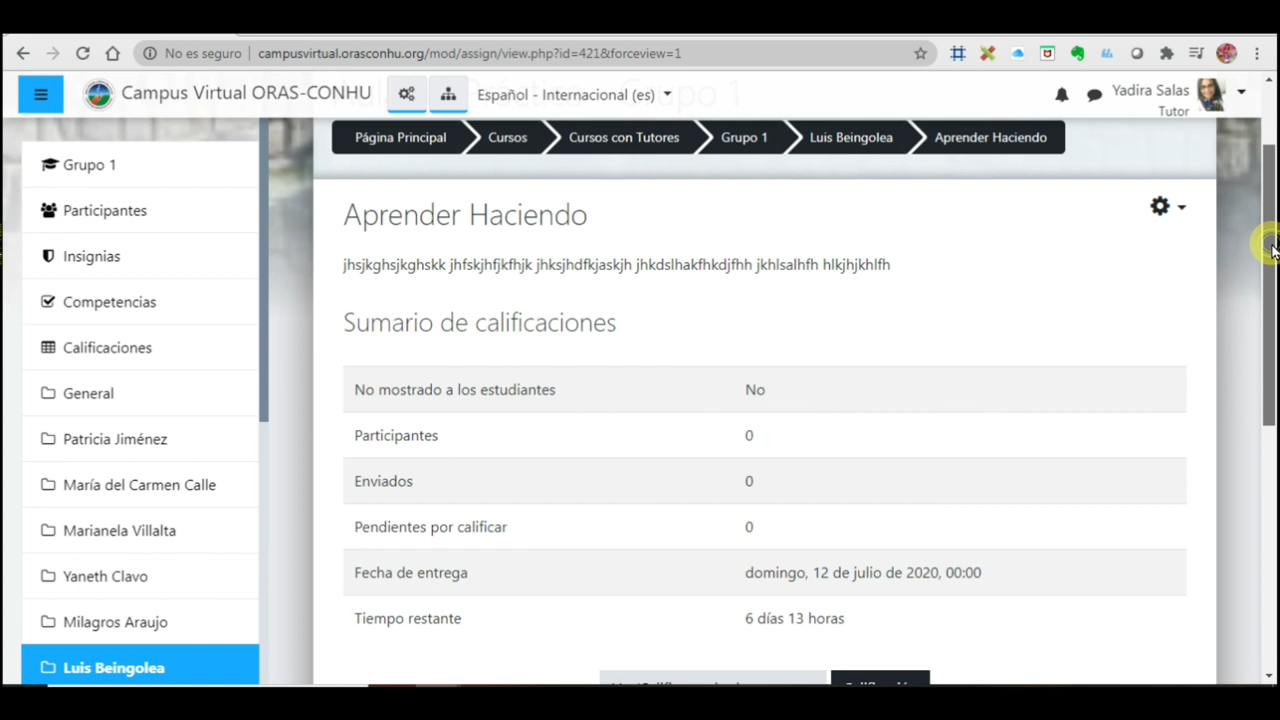 No es seguro campusvirtual.orasconhu.org/mod/assign/view.php?id=421&forceview=1
Campus Virtual ORAS-CONHU Español - Internacional (es) Yadira Salas
Tutor
Página Principal Cursos Cursos con Tutores Grupo 1 Luis Beingolea Aprender Haciendo
Grupo 1
Participantes
Insignias
Competencias
Calificaciones
General
Patricia Jiménez
María del Carmen Calle
Marianela Villalta
Yaneth Clavo
Milagros Araujo
Luis Beingolea
Aprender Haciendo
jhsjkghsjkghskk jhfskjhfjkfhjk jhksjhdfkjaskjh jhkdslhakfhkdjfhh jkhlsalhfh hlkjhjkhlfh
Sumario de calificaciones
No mostrado a los estudiantes No
Participantes 0
Enviados 0
Pendientes por calificar 0
Fecha de entrega domingo, 12 de julio de 2020, 00:00
Tiempo restante 6 días 13 horas